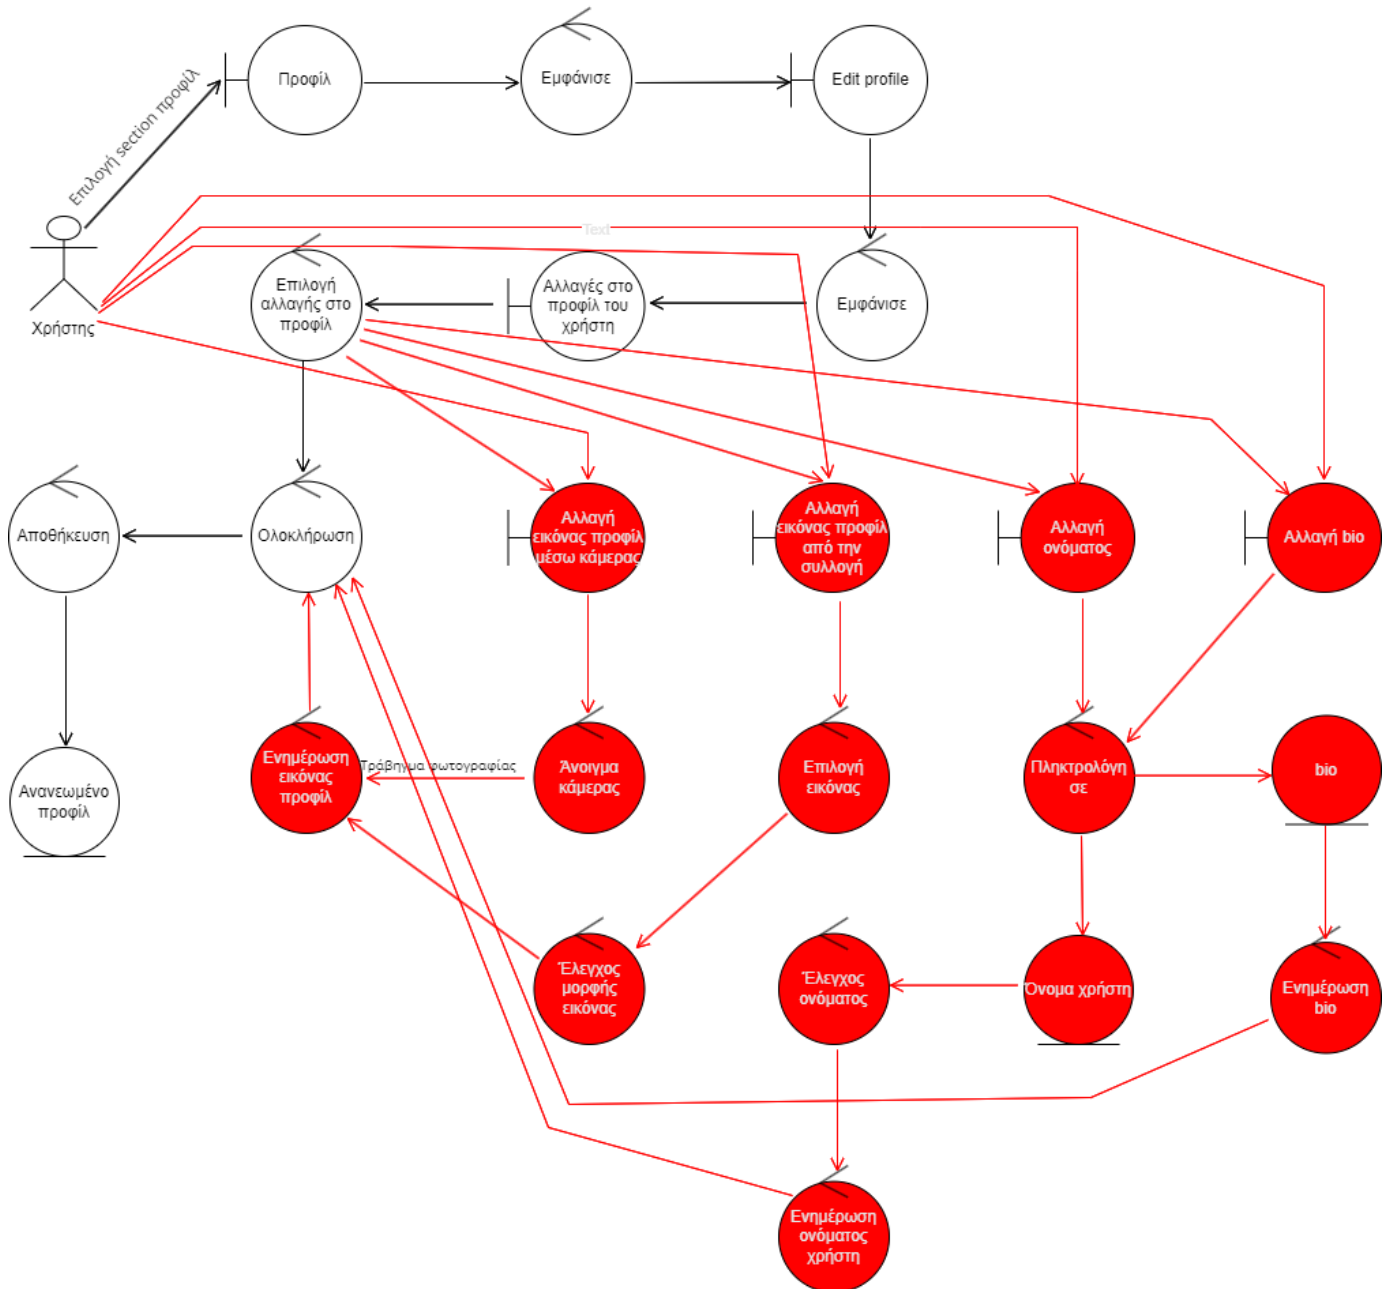 Προφίλ
Εμφάνισε
Edit profile
Επιλογή section προφίλ
Text
Χρήστης
Επιλογή
αλλαγής στο
προφίλ
Αλλαγές στο
προφίλ του
χρήστη
Εμφάνισε
Αποθήκευση
Ολοκλήρωση
Αλλαγή
εικόνας προφίλ
μέσω κάμερας
Αλλαγή
εικόνας προφίλ
από την
συλλογή
Αλλαγή
ονόματος
Αλλαγή bio
Ανανεωμένο
προφίλ
Ενημέρωση
εικόνας
προφίλ
Τράβηγμα φωτογραφίας
Άνοιγμα
κάμερας
Επιλογή
εικόνας
Πληκτρολόγη
σε
bio
Έλεγχος
μορφής
εικόνας
Έλεγχος
ονόματος
Όνομα χρήστη
Ενημέρωση
bio
Ενημέρωση
ονόματος
χρήστη